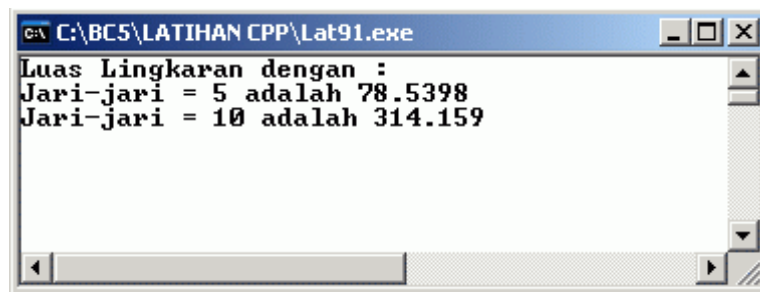 C:\BC5\LATIHAN CPP\Lat91.exe
Luas Lingkaran dengan :
Jari-jari = 5 adalah 78.5398
Jari-jari = 10 adalah 314.159